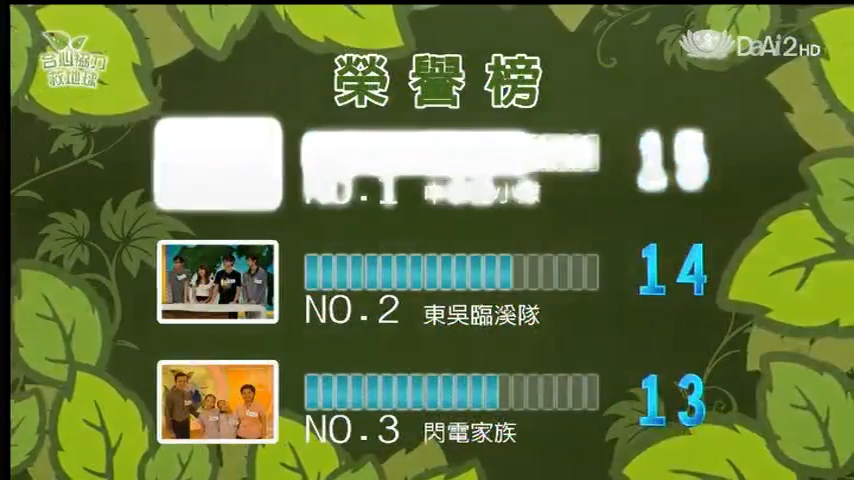 合心協力
救地球
DaAi2HD
榮譽榜
NO.1
NO.2 東吳臨溪隊 14
NO.3 閃電家族 13